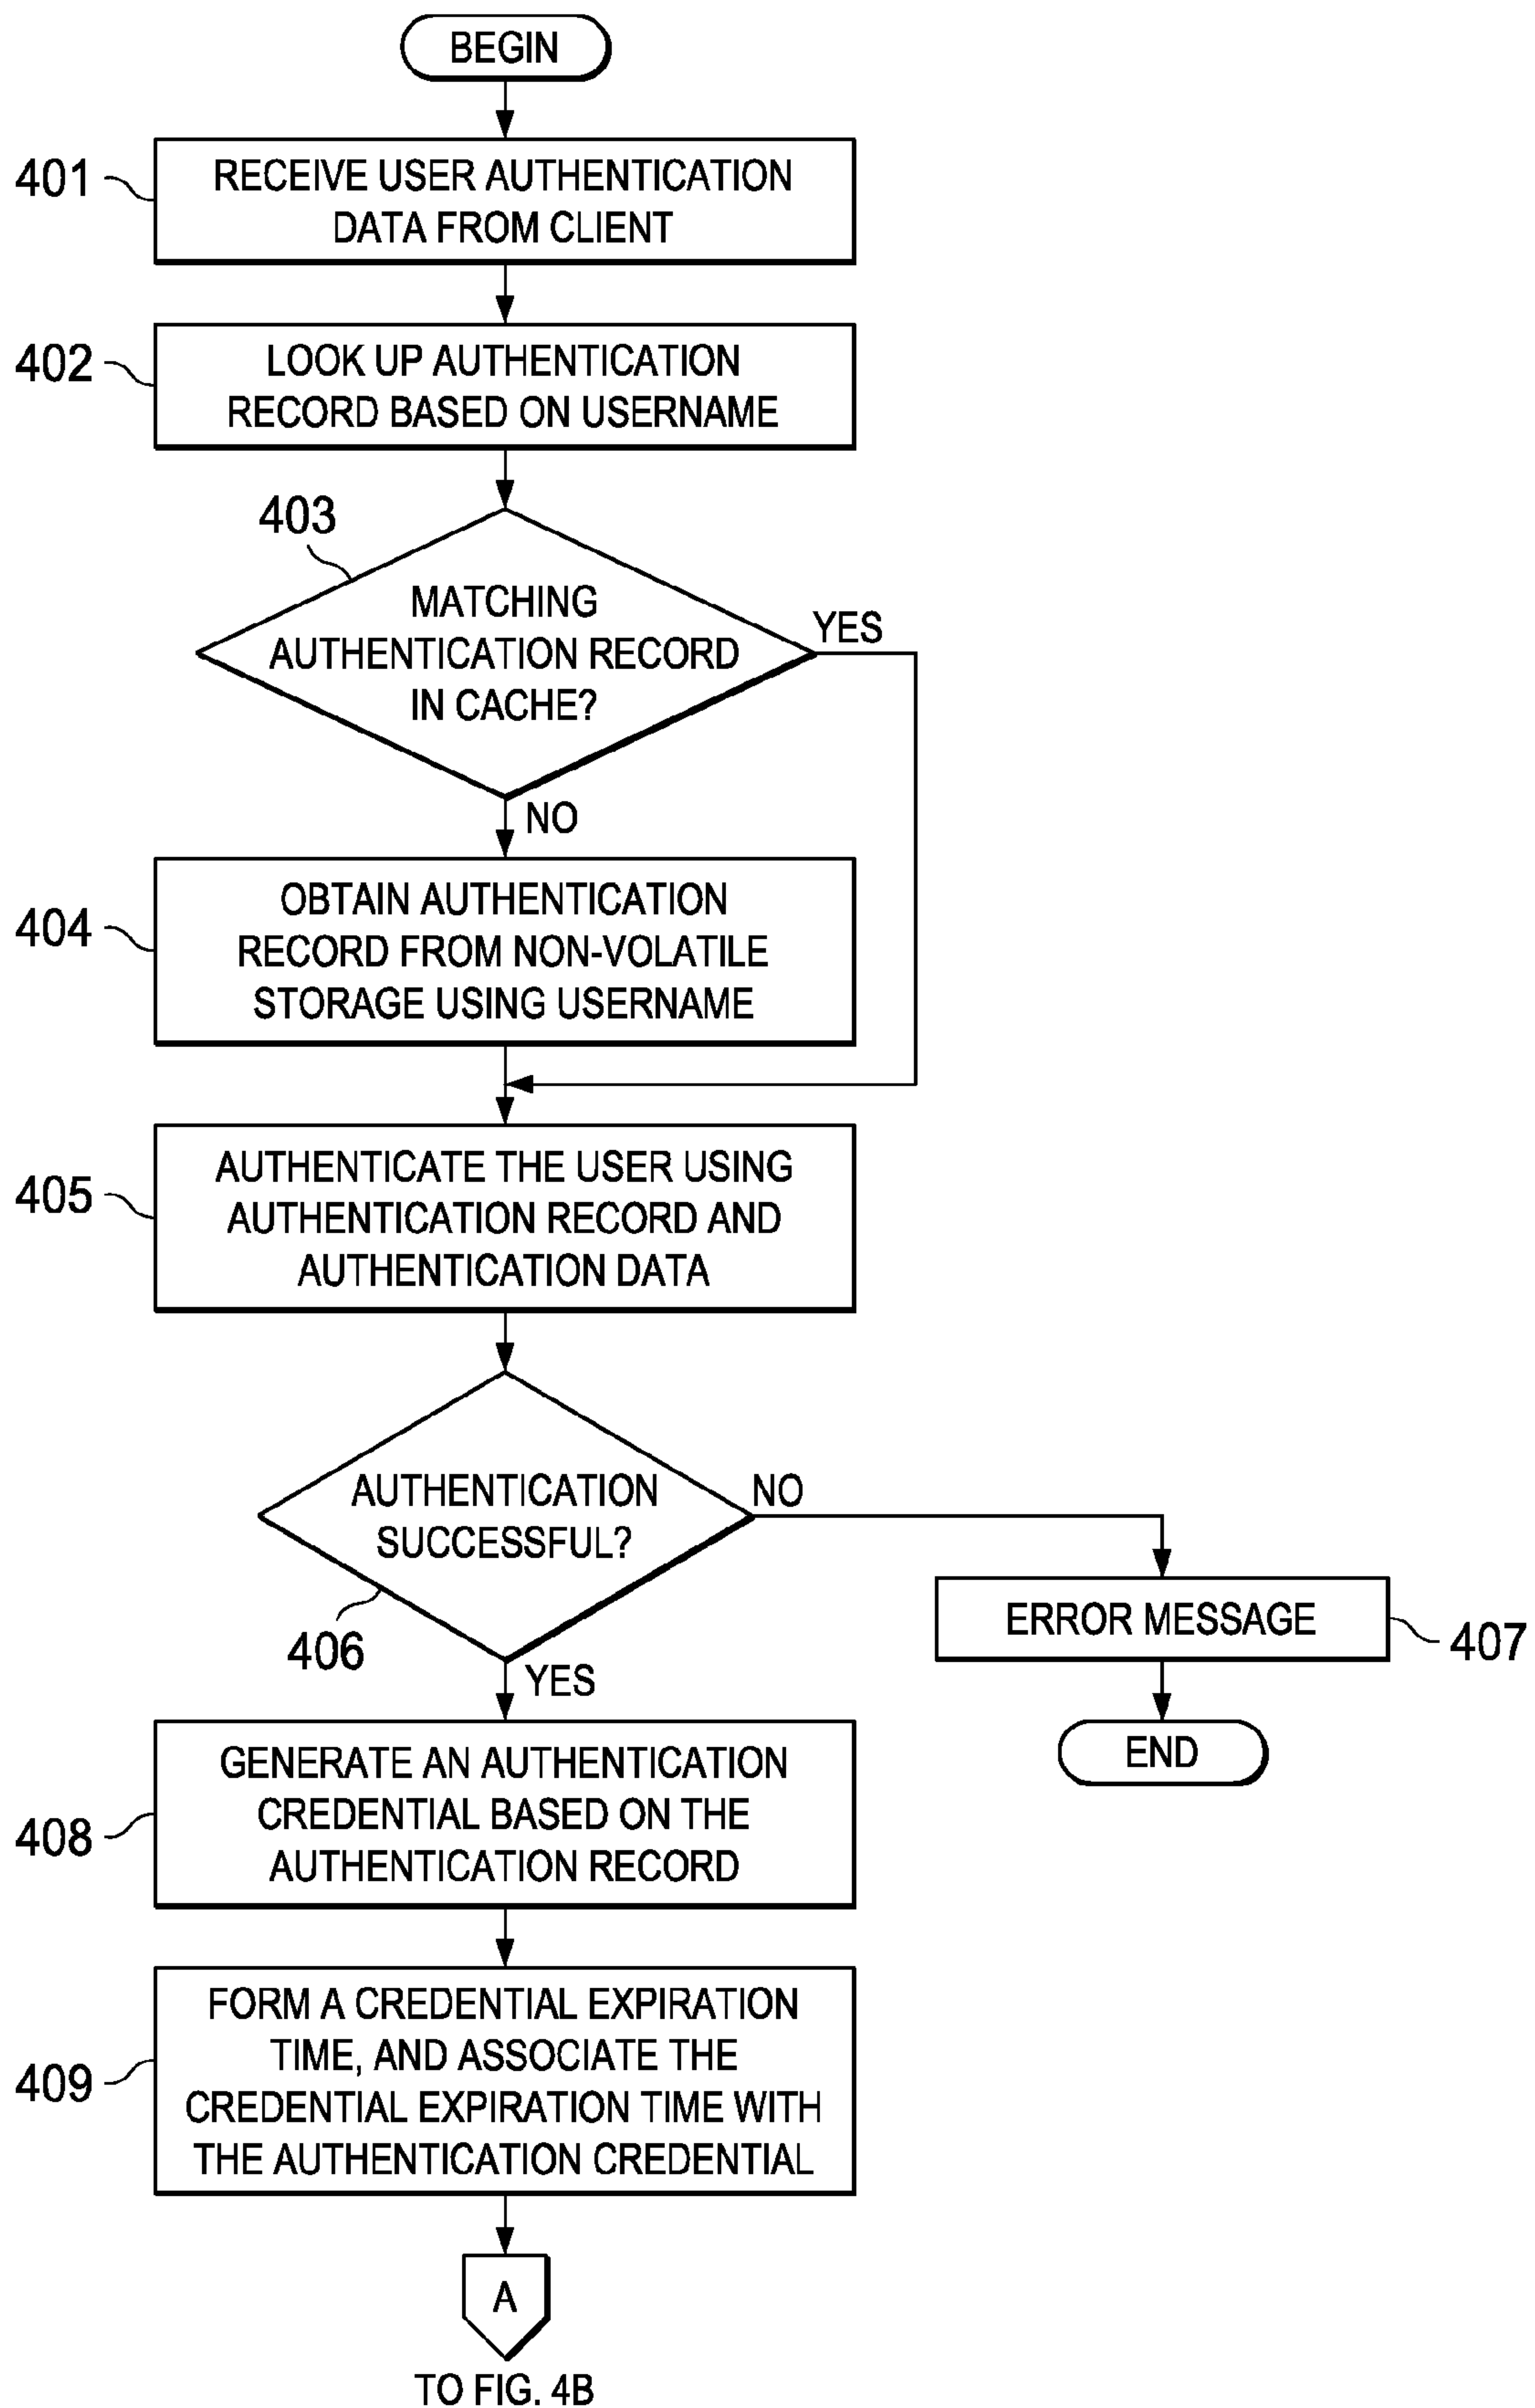 BEGIN
401
RECEIVE USER AUTHENTICATION
DATA FROM CLIENT
402
LOOK UP AUTHENTICATION
RECORD BASED ON USERNAME
403
MATCHING
AUTHENTICATION RECORD
IN CACHE?
YES
NO
404
OBTAIN AUTHENTICATION
RECORD FROM NON-VOLATILE
STORAGE USING USERNAME
405
AUTHENTICATE THE USER USING
AUTHENTICATION RECORD AND
AUTHENTICATION DATA
AUTHENTICATION
SUCCESSFUL?
NO
406
YES
ERROR MESSAGE
407
END
408
GENERATE AN AUTHENTICATION
CREDENTIAL BASED ON THE
AUTHENTICATION RECORD
409
FORM A CREDENTIAL EXPIRATION
TIME, AND ASSOCIATE THE
CREDENTIAL EXPIRATION TIME WITH
THE AUTHENTICATION CREDENTIAL
A
TO FIG. 4B